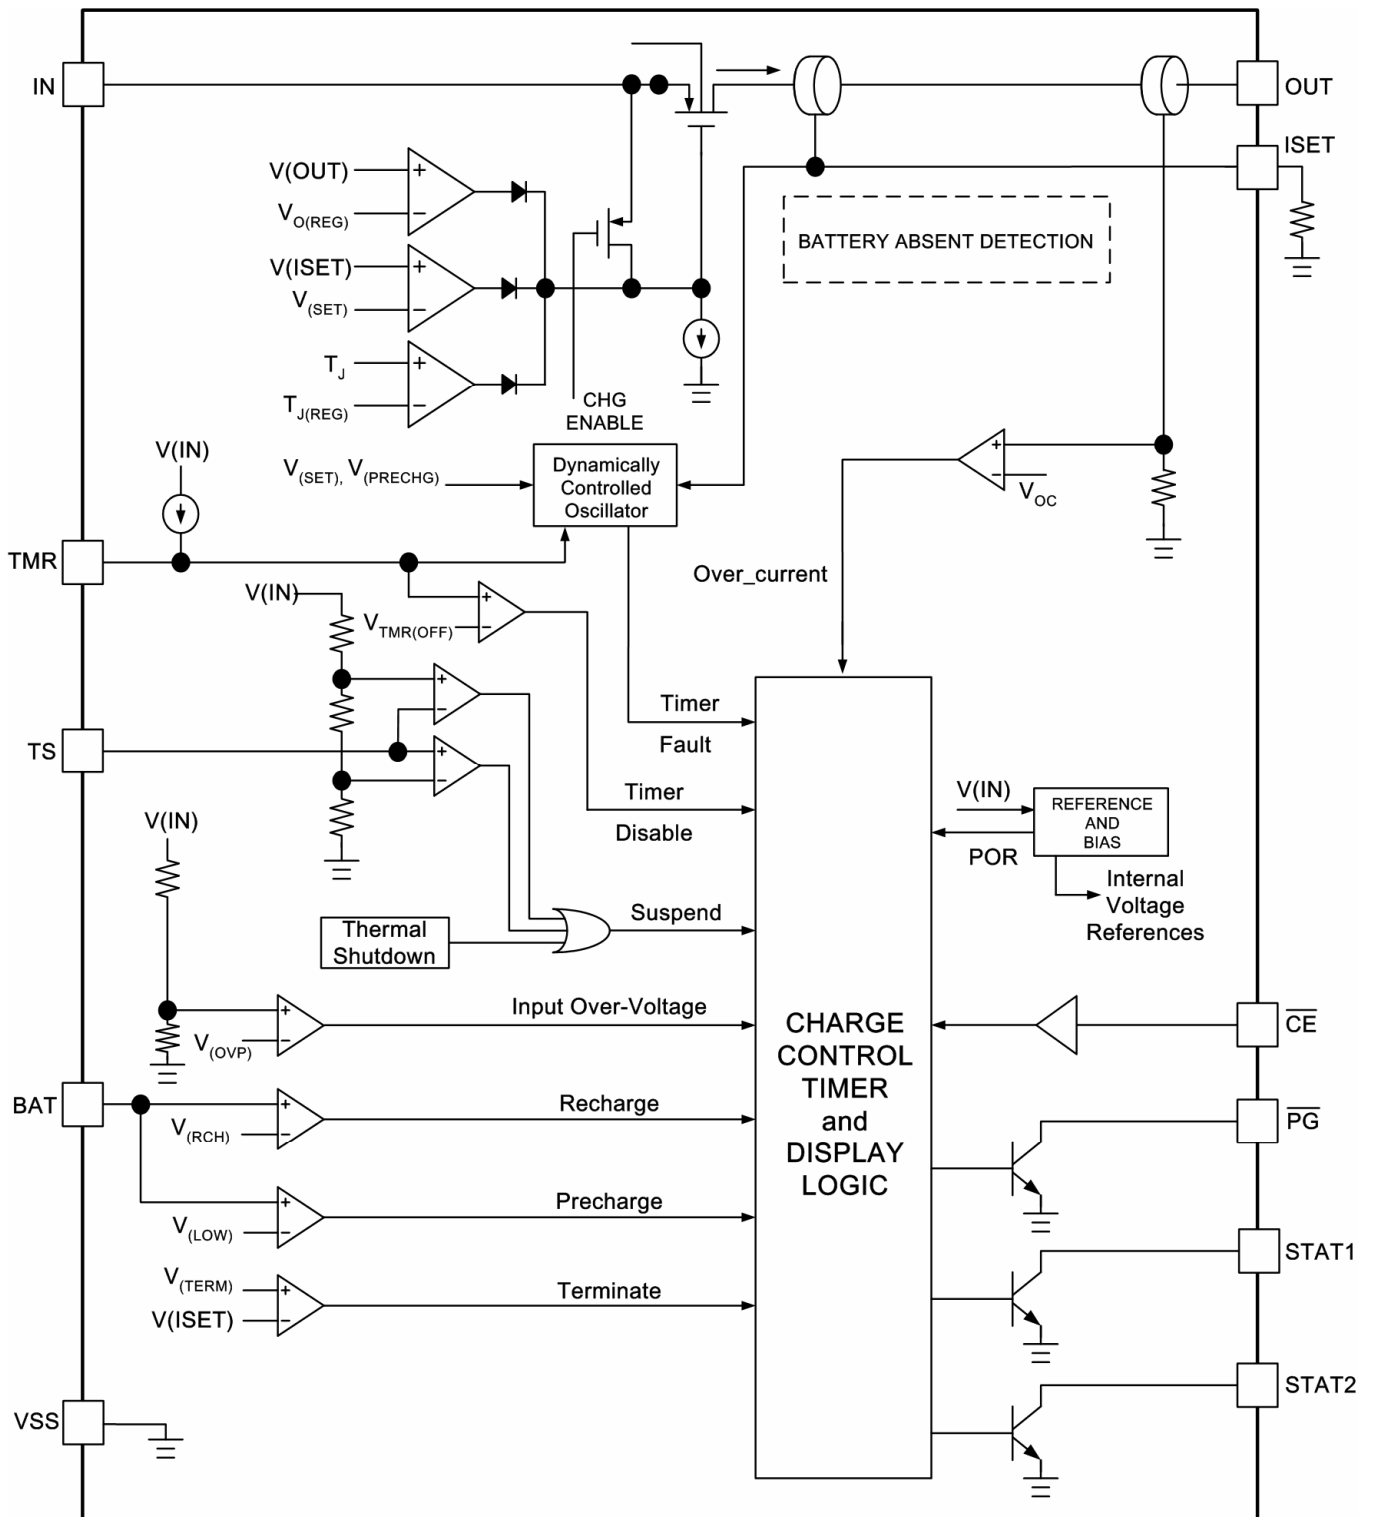 IN
OUT
ISET
V(OUT)
+
VO(REG)
−
BATTERY ABSENT DETECTION
V(ISET)
+
V(SET)
−
TJ
+
TJ(REG)
−
CHG
ENABLE
V(IN)
V(SET), V(PRECHG)
Dynamically
Controlled
Oscillator
+
−
VOC
TMR
Over_current
V(IN)
+
VTMR(OFF)
−
+
−
Timer
Fault
TS
+
−
Timer
Disable
V(IN)
V(IN)
REFERENCE
AND
BIAS
POR
Internal
Voltage
References
Thermal
Shutdown
Suspend
Input Over-Voltage
+
V(OVP)
−
CHARGE
CONTROL
TIMER
and
DISPLAY
LOGIC
CE
BAT
+
V(RCH)
−
Recharge
PG
+
V(LOW)
−
Precharge
STAT1
V(TERM)
+
V(ISET)
−
Terminate
STAT2
VSS